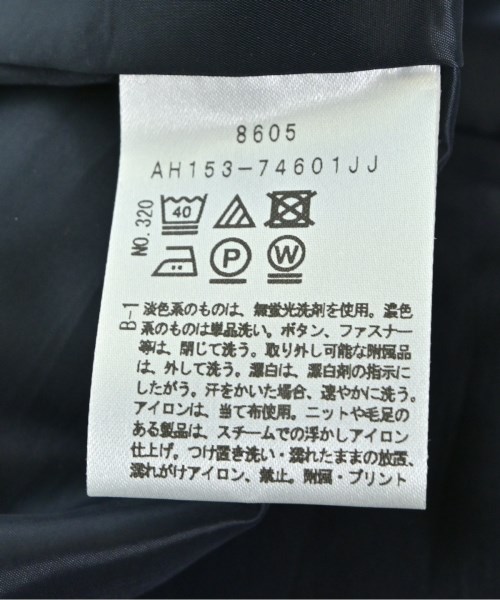 8605
AH153-74601JJ
NO.320
40
P
W
B-1
淡色系のものは、無蛍光洗剤を使用。濃色
系のものは単品洗い。ボタン、ファスナー
等は、閉じて洗う。取り外し可能な附属品
は、外して洗う。漂白は、漂白剤の指示に
したがう。汗をかいた場合、速やかに洗う。
アイロンは、当て布使用。ニットや毛足の
ある製品は、スチームでの浮かしアイロン
仕上げ。つけ置き洗い・濡れたままの放置、
濡れがけアイロン、禁止。附属・プリント